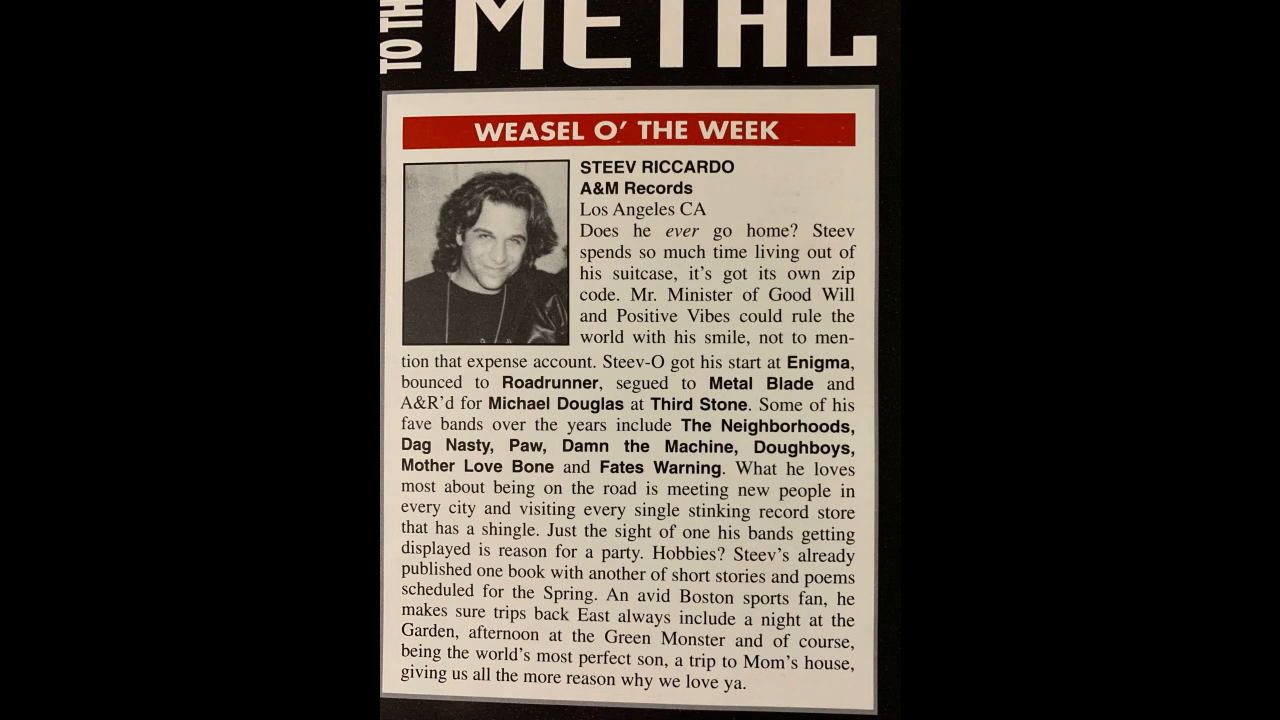 TO TH
METAL
WEASEL O' THE WEEK
STEEV RICCARDO
A&M Records
Los Angeles CA
Does he ever go home? Steev
spends so much time living out of
his suitcase, it's got its own zip
code. Mr. Minister of Good Will
and Positive Vibes could rule the
world with his smile, not to men-
tion that expense account. Steev-O got his start at Enigma,
bounced to Roadrunner, segued to Metal Blade and
A&R'd for Michael Douglas at Third Stone. Some of his
fave bands over the years include The Neighborhoods,
Dag Nasty, Paw, Damn the Machine, Doughboys,
Mother Love Bone and Fates Warning. What he loves
most about being on the road is meeting new people in
every city and visiting every single stinking record store
that has a shingle. Just the sight of one his bands getting
displayed is reason for a party. Hobbies? Steev's already
published one book with another of short stories and poems
scheduled for the Spring. An avid Boston sports fan, he
makes sure trips back East always include a night at the
Garden, afternoon at the Green Monster and of course,
being the world's most perfect son, a trip to Mom's house,
giving us all the more reason why we love ya.